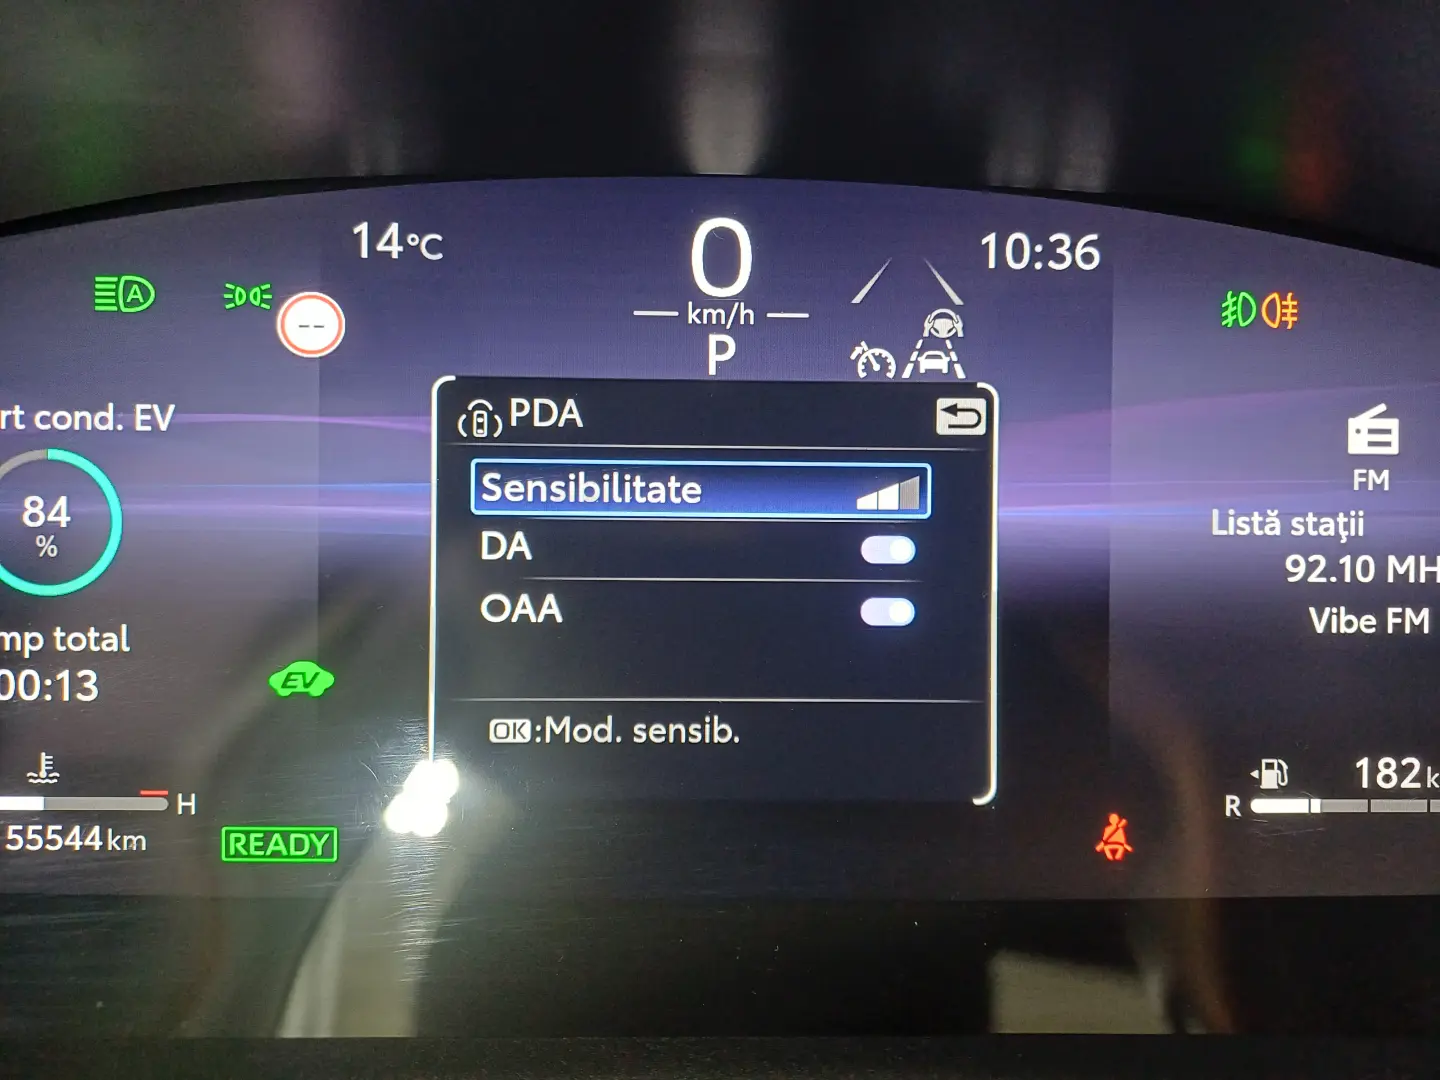 14°C
0
10:36
km/h
P
A
--
rt cond. EV
84
%
mp total
00:13
EV
H
55544 km
READY
PDA
Sensibilitate
DA
OAA
OK:Mod. sensib.
FM
Listă staţii
92.10 MH
Vibe FM
182k
R